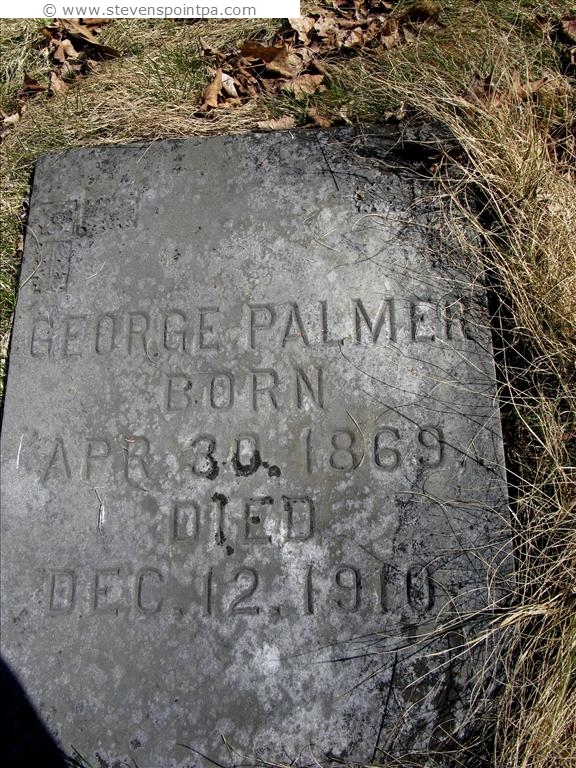 © www.stevenspointpa.com
GEORGE PALMER
BORN
APR 30. 1869.
DIED
DEC. 12. 1910